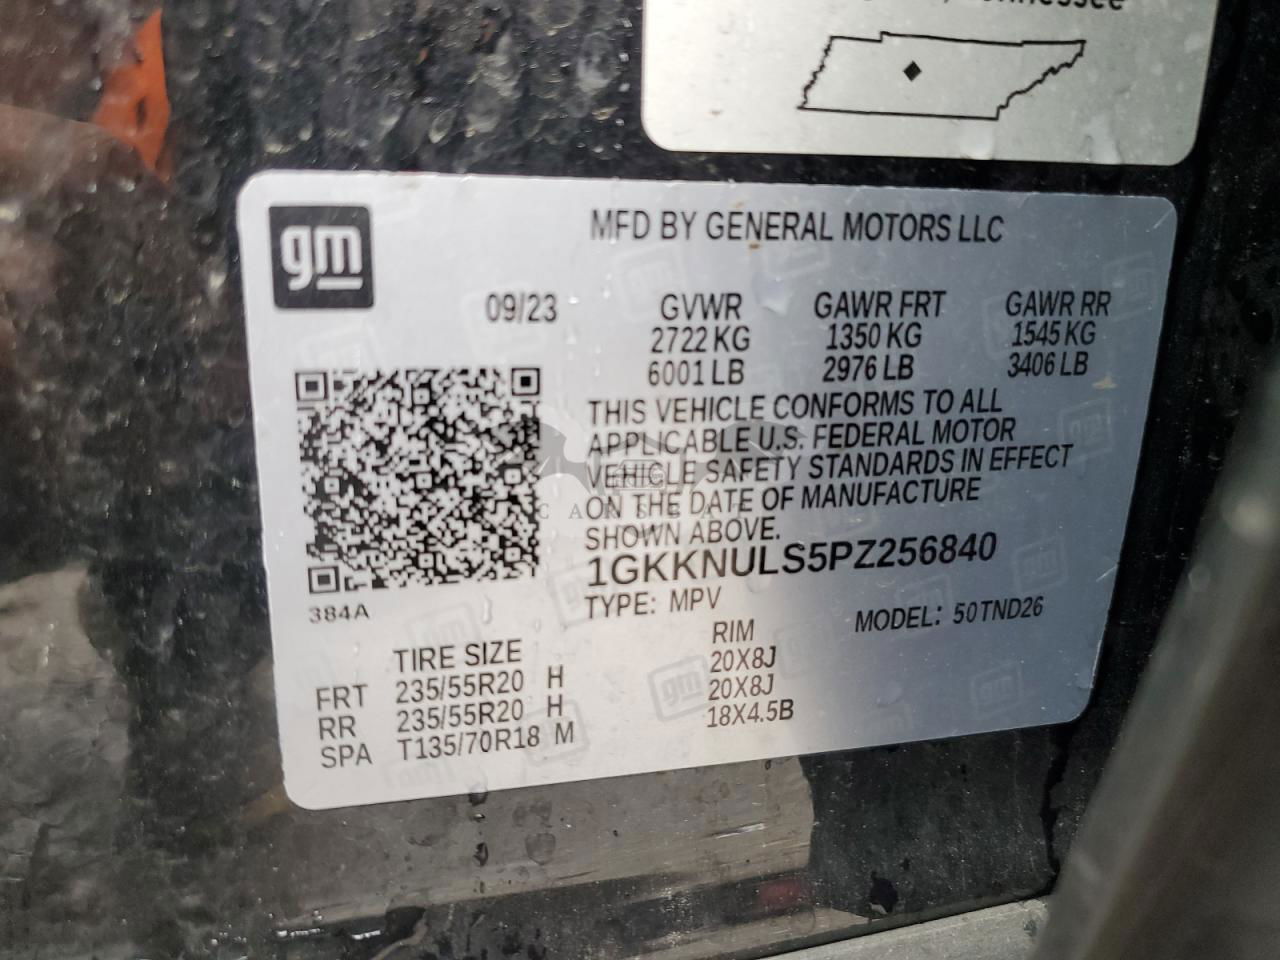 gm
MFD BY GENERAL MOTORS LLC
09/23 GVWR GAWR FRT GAWR RR
2722 KG 1350 KG 1545 KG
6001 LB 2976 LB 3406 LB
THIS VEHICLE CONFORMS TO ALL
APPLICABLE U.S. FEDERAL MOTOR
VEHICLE SAFETY STANDARDS IN EFFECT
ON THE DATE OF MANUFACTURE
SHOWN ABOVE.
1GKKNULS5PZ256840
TYPE: MPV MODEL: 50TND26
384A
TIRE SIZE RIM
FRT 235/55R20 H 20X8J
RR 235/55R20 H 20X8J
SPA T135/70R18 M 18X4.5B